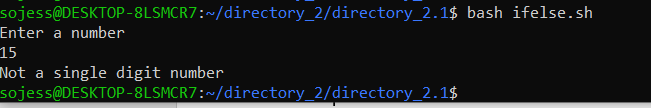 sojess@DESKTOP-8LSMCR7:~/directory_2/directory_2.1$ bash ifelse.sh
Enter a number
15
Not a single digit number
sojess@DESKTOP-8LSMCR7:~/directory_2/directory_2.1$